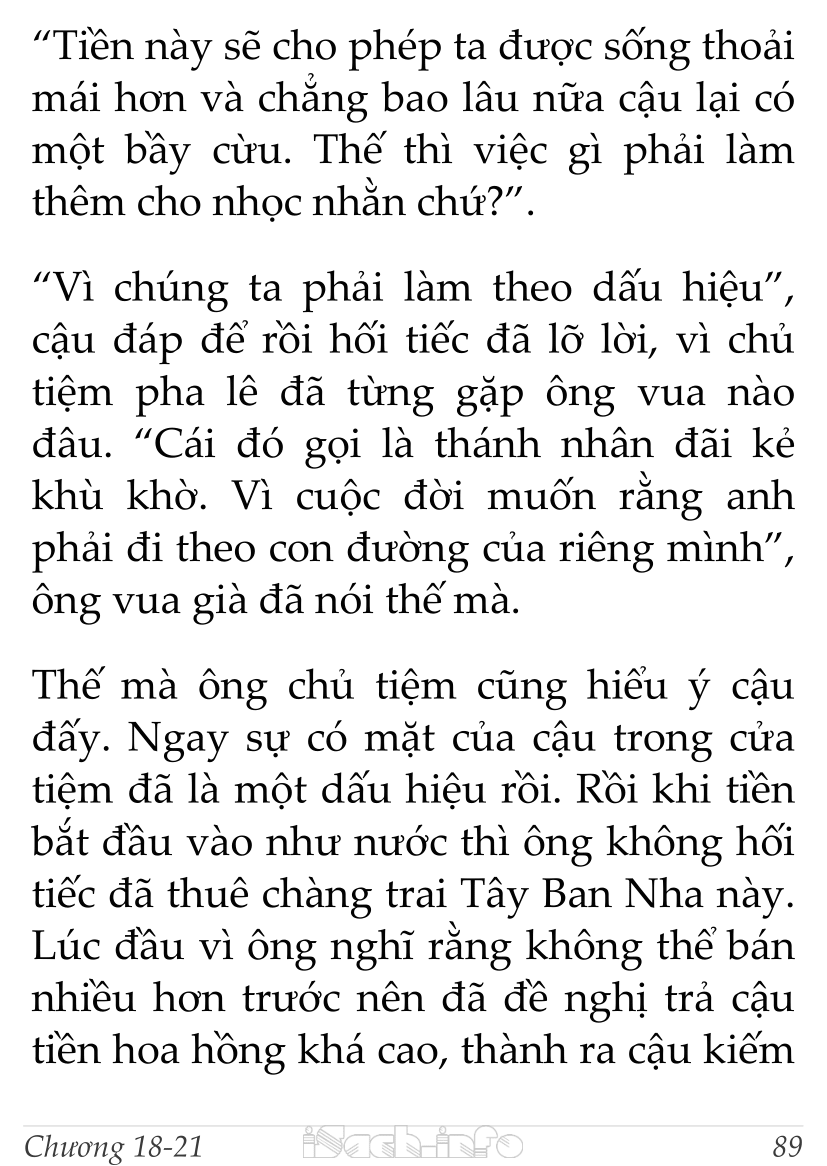 “Tiền này sẽ cho phép ta được sống thoải
mái hơn và chẳng bao lâu nữa cậu lại có
một bầy cừu. Thế thì việc gì phải làm
thêm cho nhọc nhằn chứ?”.
“Vì chúng ta phải làm theo dấu hiệu”,
cậu đáp để rồi hối tiếc đã lỡ lời, vì chủ
tiệm pha lê đã từng gặp ông vua nào
đâu. “Cái đó gọi là thánh nhân đãi kẻ
khù khờ. Vì cuộc đời muốn rằng anh
phải đi theo con đường của riêng mình”,
ông vua già đã nói thế mà.
Thế mà ông chủ tiệm cũng hiểu ý cậu
đấy. Ngay sự có mặt của cậu trong cửa
tiệm đã là một dấu hiệu rồi. Rồi khi tiền
bắt đầu vào như nước thì ông không hối
tiếc đã thuê chàng trai Tây Ban Nha này.
Lúc đầu vì ông nghĩ rằng không thể bán
nhiều hơn trước nên đã đề nghị trả cậu
tiền hoa hồng khá cao, thành ra cậu kiếm
Chương 18-21 iSach.info 89